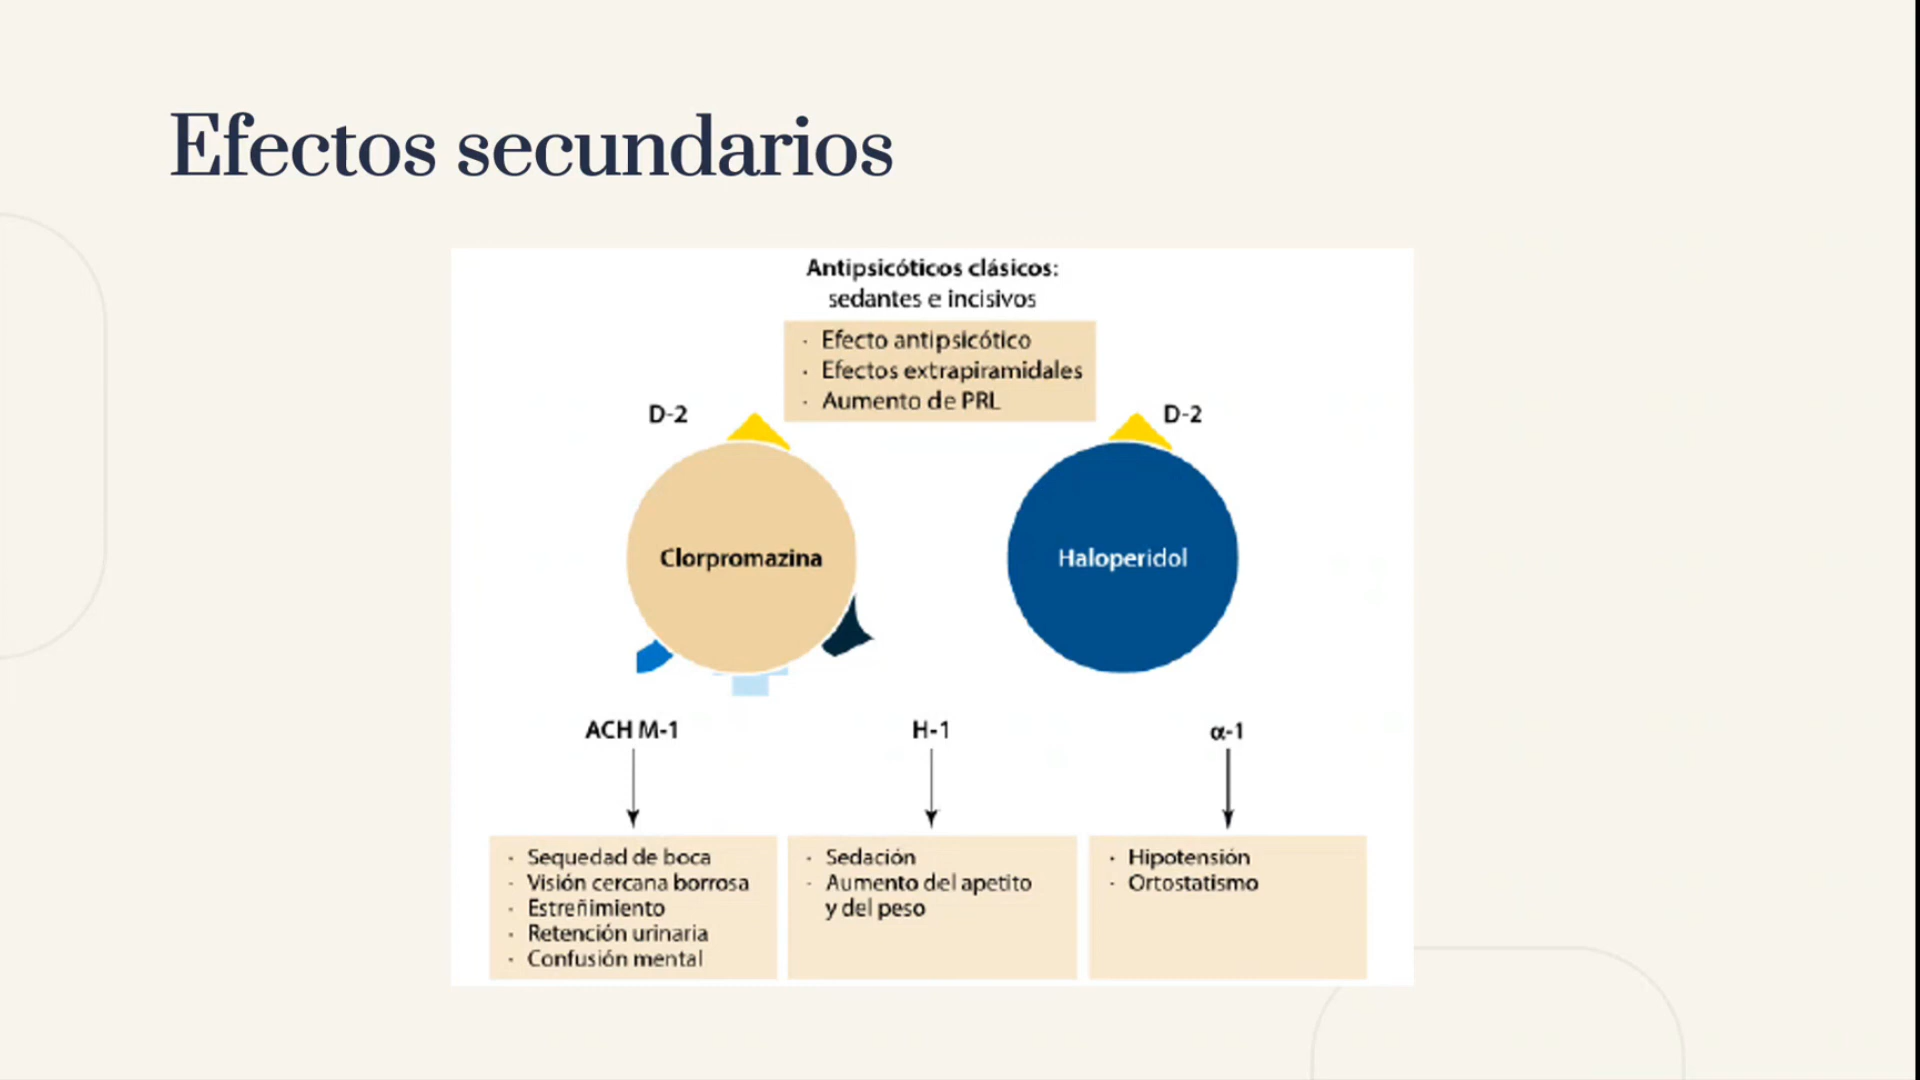 Efectos secundarios
Antipsicóticos clásicos:
sedantes e incisivos
· Efecto antipsicótico
· Efectos extrapiramidales
· Aumento de PRL
D-2
D-2
Clorpromazina
Haloperidol
ACH M-1
H-1
α-1
· Sequedad de boca
· Visión cercana borrosa
· Estreñimiento
· Retención urinaria
· Confusión mental
· Sedación
· Aumento del apetito
y del peso
· Hipotensión
· Ortostatismo